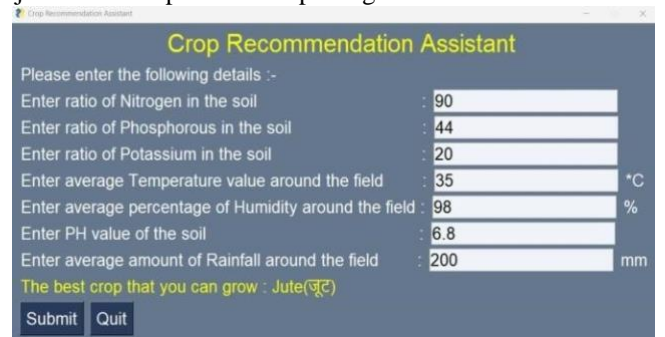 Crop Recommendation Assistant
Crop Recommendation Assistant
Please enter the following details :-
Enter ratio of Nitrogen in the soil : 90
Enter ratio of Phosphorous in the soil : 44
Enter ratio of Potassium in the soil : 20
Enter average Temperature value around the field : 35 *C
Enter average percentage of Humidity around the field : 98 %
Enter PH value of the soil : 6.8
Enter average amount of Rainfall around the field : 200 mm
The best crop that you can grow : Jute(जूट)
Submit Quit